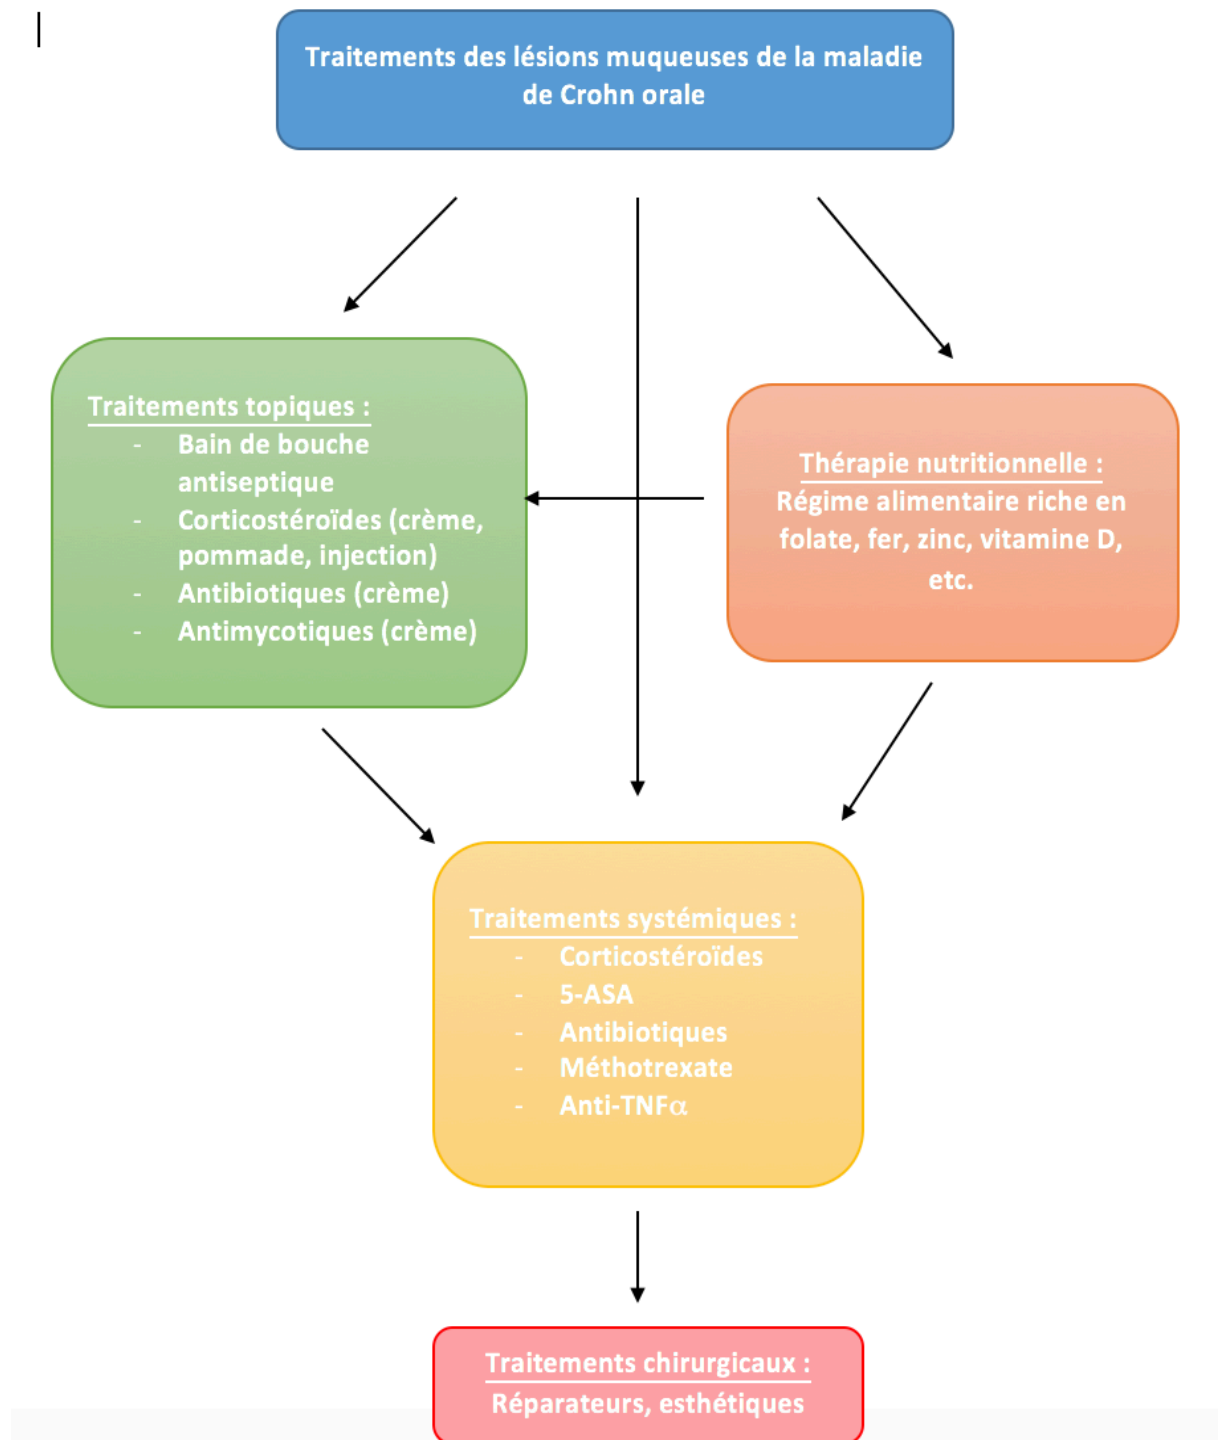 Traitements des lésions muqueuses de la maladie
de Crohn orale
Traitements topiques :
- Bain de bouche
antiseptique
- Corticostéroïdes (crème,
pommade, injection)
- Antibiotiques (crème)
- Antimycotiques (crème)
Thérapie nutritionnelle :
Régime alimentaire riche en
folate, fer, zinc, vitamine D,
etc.
Traitements systémiques :
- Corticostéroïdes
- 5-ASA
- Antibiotiques
- Méthotrexate
- Anti-TNFα
Traitements chirurgicaux :
Réparateurs, esthétiques